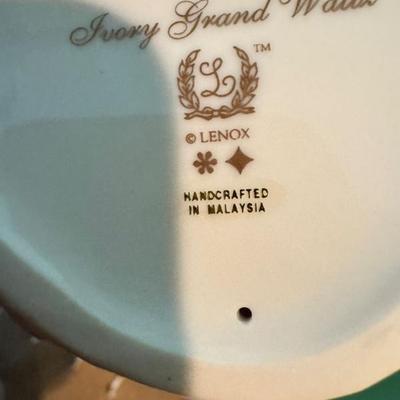 Ivory Grand Waltz
L ™
© LENOX
HANDCRAFTED
IN MALAYSIA